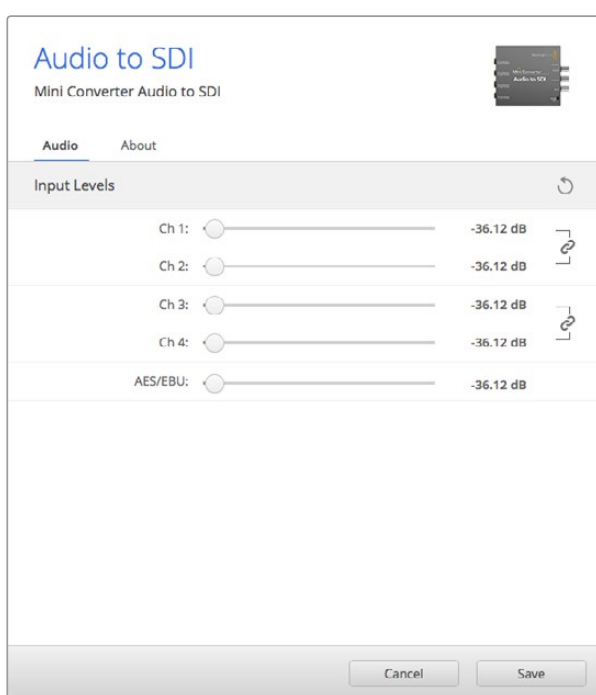 Audio to SDI
Mini Converter Audio to SDI
Audio About
Input Levels
Ch 1: -36.12 dB
Ch 2: -36.12 dB
Ch 3: -36.12 dB
Ch 4: -36.12 dB
AES/EBU: -36.12 dB
Cancel Save